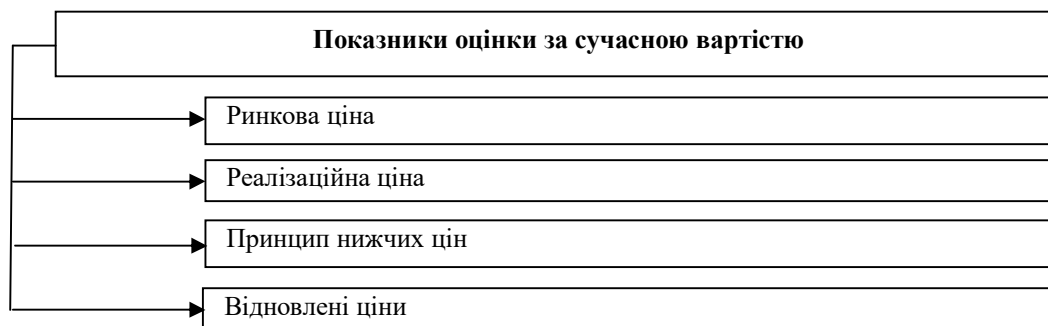 Показники оцінки за сучасною вартістю
Ринкова ціна
Реалізаційна ціна
Принцип нижчих цін
Відновлені ціни